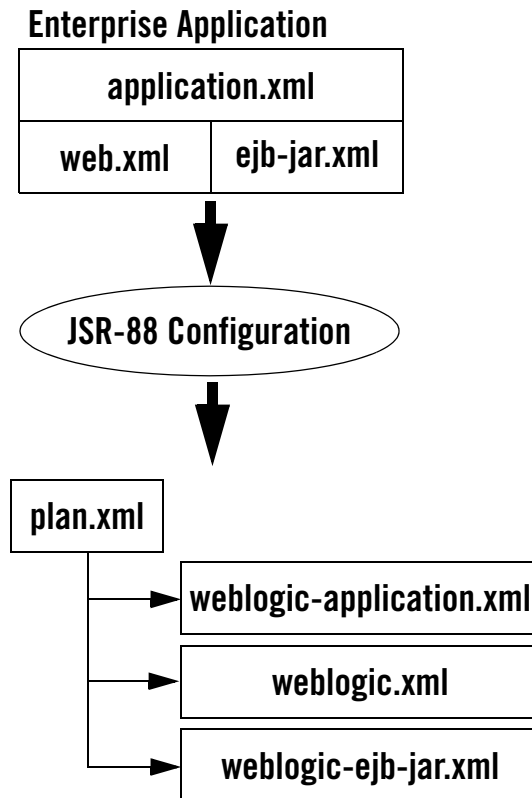 Enterprise Application
application.xml
web.xml
ejb-jar.xml
JSR-88 Configuration
plan.xml
weblogic-application.xml
weblogic.xml
weblogic-ejb-jar.xml